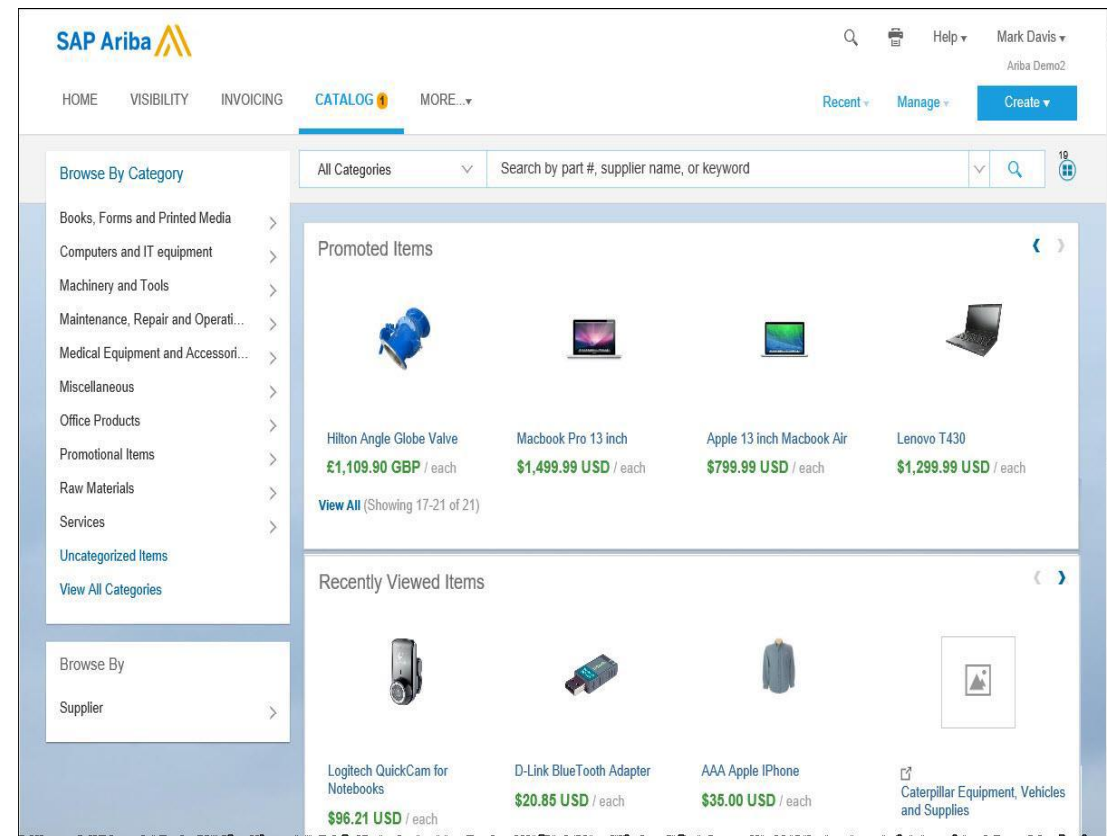 SAP Ariba
Help Mark Davis
Ariba Demo2
HOME VISIBILITY INVOICING CATALOG 1 MORE...
Recent Manage Create
Browse By Category
All Categories Search by part #, supplier name, or keyword 19
Books, Forms and Printed Media
Computers and IT equipment
Machinery and Tools
Maintenance, Repair and Operati...
Medical Equipment and Accessori...
Miscellaneous
Office Products
Promotional Items
Raw Materials
Services
Uncategorized Items
View All Categories
Browse By
Supplier
Promoted Items
Hilton Angle Globe Valve
£1,109.90 GBP / each
Macbook Pro 13 inch
$1,499.99 USD / each
Apple 13 inch Macbook Air
$799.99 USD / each
Lenovo T430
$1,299.99 USD / each
View All (Showing 17-21 of 21)
Recently Viewed Items
Logitech QuickCam for
Notebooks
$96.21 USD / each
D-Link BlueTooth Adapter
$20.85 USD / each
AAA Apple IPhone
$35.00 USD / each
Caterpillar Equipment, Vehicles
and Supplies